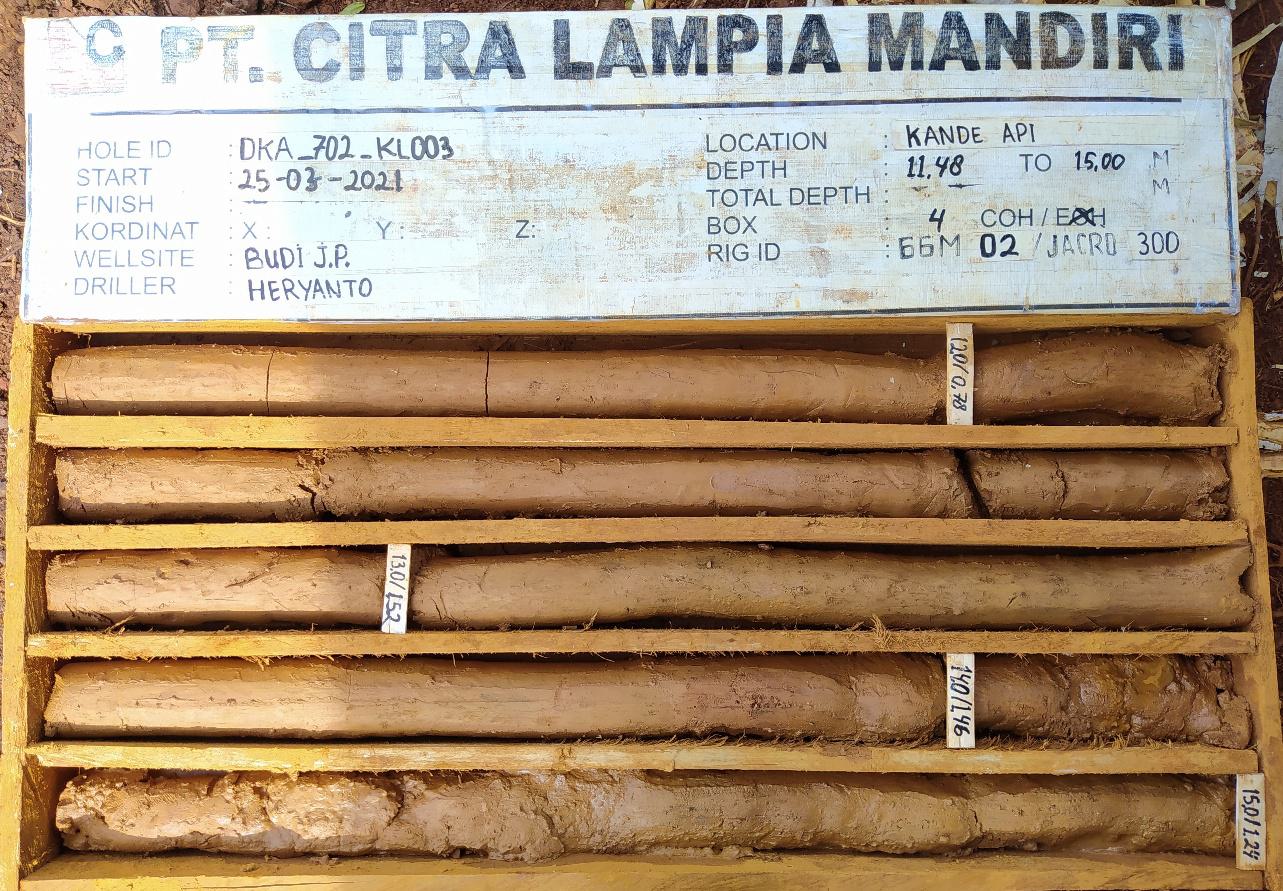 C PT. CITRA LAMPIA MANDIRI
HOLE ID : DKA_702_KL003
START : 25-03-2021
FINISH :
KORDINAT : X : Y : Z:
WELLSITE : BUDI J.P.
DRILLER : HERYANTO
LOCATION : KANDE API
DEPTH : 11.48 TO 15,00 M
TOTAL DEPTH : M
BOX : 4 COH / EOH
RIG ID : GGM 02 / JACRO 300
12.0/0.78
13.0/1.52
14.0/1.46
15.0/1.24